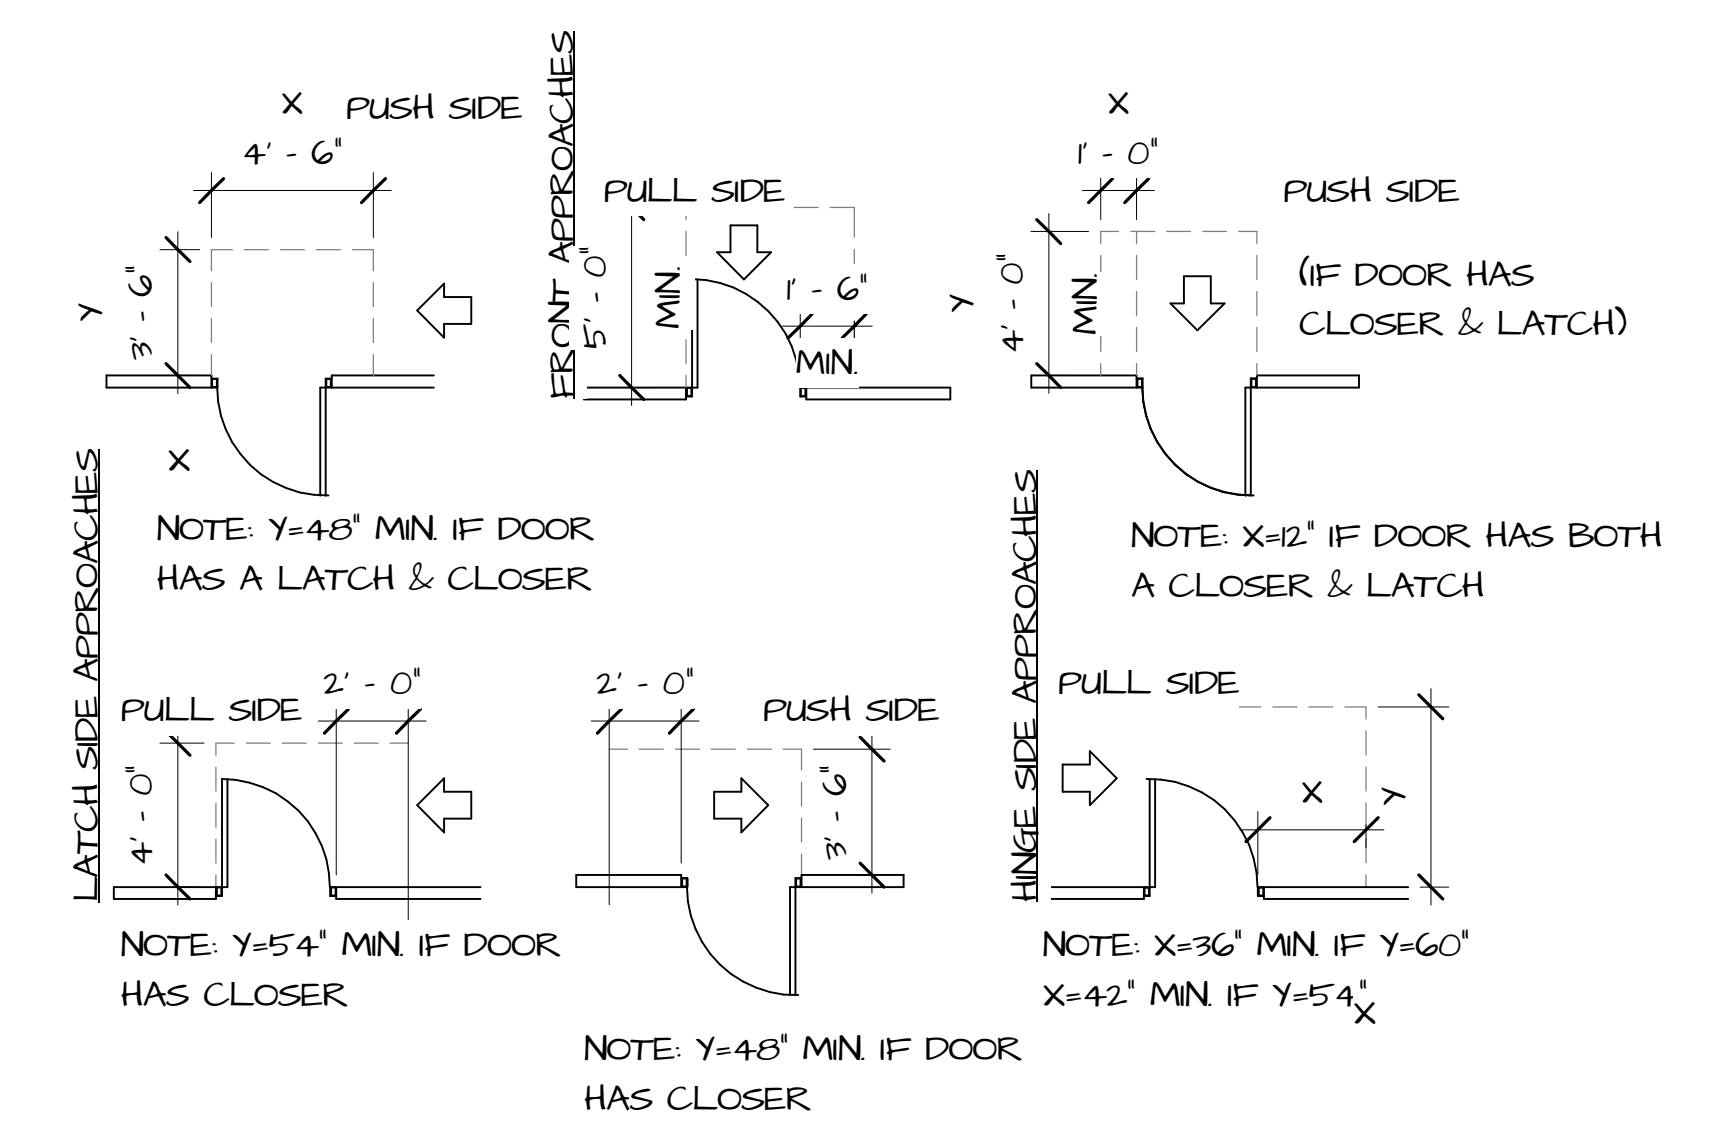 FRONT APPROACHES
X
PUSH SIDE
4' - 6"
Y
3' - 6"
PULL SIDE
5' - 0"
MIN.
1' - 6"
MIN.
X
1' - 0"
PUSH SIDE
Y
4' - 0"
MIN.
(IF DOOR HAS
CLOSER & LATCH)
LATCH SIDE APPROACHES
X
NOTE: Y=48" MIN. IF DOOR
HAS A LATCH & CLOSER
HINGE SIDE APPROACHES
NOTE: X=12" IF DOOR HAS BOTH
A CLOSER & LATCH
PULL SIDE
2' - 0"
4' - 0"
NOTE: Y=54" MIN. IF DOOR
HAS CLOSER
2' - 0"
PUSH SIDE
3' - 6"
NOTE: Y=48" MIN. IF DOOR
HAS CLOSER
PULL SIDE
X
Y
NOTE: X=36" MIN. IF Y=60"
X=42" MIN. IF Y=54"
X